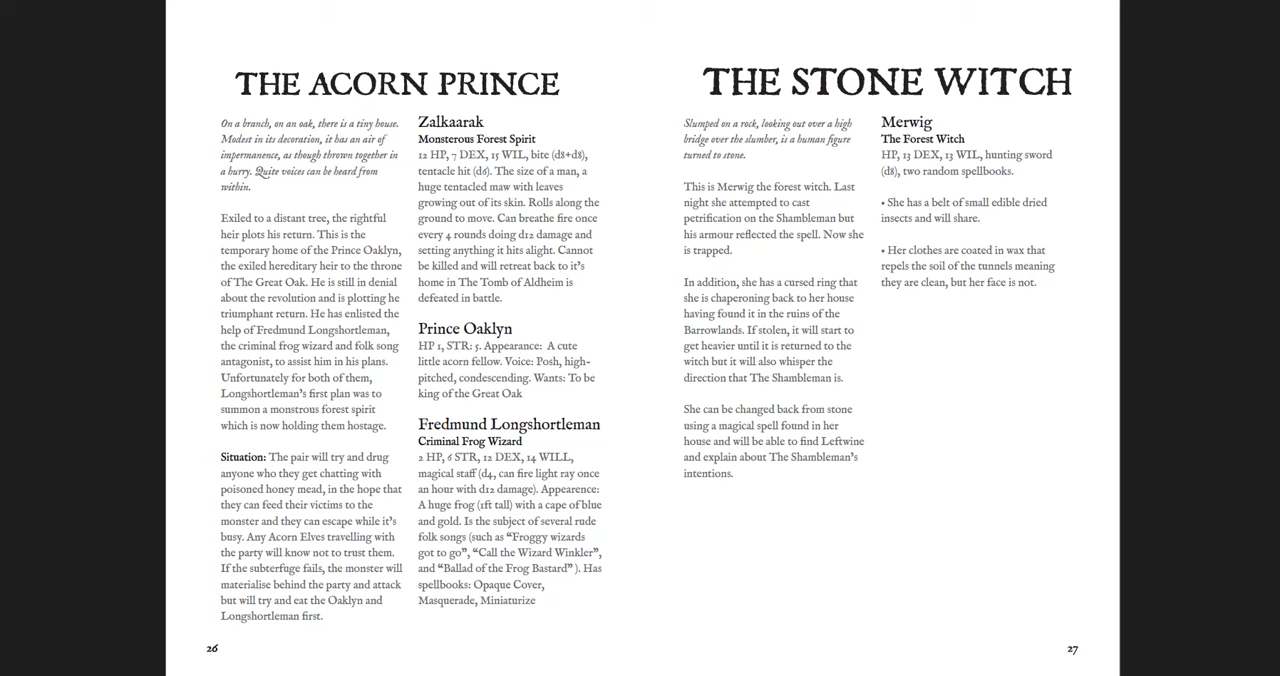 THE ACORN PRINCE
On a branch, on an oak, there is a tiny house.
Modest in its decoration, it has an air of
impermanence, as though thrown together in
a hurry. Quite voices can be heard from
within.
Exiled to a distant tree, the rightful
heir plots his return. This is the
temporary home of the Prince Oaklyn,
the exiled hereditary heir to the throne
of The Great Oak. He is still in denial
about the revolution and is plotting he
triumphant return. He has enlisted the
help of Fredmund Longshortleman,
the criminal frog wizard and folk song
antagonist, to assist him in his plans.
Unfortunately for both of them,
Longshortleman's first plan was to
summon a monstrous forest spirit
which is now holding them hostage.
Situation: The pair will try and drug
anyone who they get chatting with
poisoned honey mead, in the hope that
they can feed their victims to the
monster and they can escape while it's
busy. Any Acorn Elves travelling with
the party will know not to trust them.
If the subterfuge fails, the monster will
materialise behind the party and attack
but will try and eat the Oaklyn and
Longshortleman first.
Zalkaarak
Monsterous Forest Spirit
12 HP, 7 DEX, 15 WIL, bite (d8+d8),
tentacle hit (d6). The size of a man, a
huge tentacled maw with leaves
growing out of its skin. Rolls along the
ground to move. Can breathe fire once
every 4 rounds doing d12 damage and
setting anything it hits alight. Cannot
be killed and will retreat back to it's
home in The Tomb of Aldheim is
defeated in battle.
Prince Oaklyn
HP 1, STR: 5. Appearance: A cute
little acorn fellow. Voice: Posh, high-
pitched, condescending. Wants: To be
king of the Great Oak
Fredmund Longshortleman
Criminal Frog Wizard
2 HP, 6 STR, 12 DEX, 14 WILL,
magical staff (d4, can fire light ray once
an hour with d12 damage). Appearence:
A huge frog (1ft tall) with a cape of blue
and gold. Is the subject of several rude
folk songs (such as “Froggy wizards
got to go”, “Call the Wizard Winkler”,
and “Ballad of the Frog Bastard” ). Has
spellbooks: Opaque Cover,
Masquerade, Miniaturize
26
THE STONE WITCH
Slumped on a rock, looking out over a high
bridge over the slumber, is a human figure
turned to stone.
This is Merwig the forest witch. Last
night she attempted to cast
petrification on the Shambleman but
his armour reflected the spell. Now she
is trapped.
In addition, she has a cursed ring that
she is chaperoning back to her house
having found it in the ruins of the
Barrowlands. If stolen, it will start to
get heavier until it is returned to the
witch but it will also whisper the
direction that The Shambleman is.
She can be changed back from stone
using a magical spell found in her
house and will be able to find Leftwine
and explain about The Shambleman's
intentions.
Merwig
The Forest Witch
HP, 13 DEX, 13 WIL, hunting sword
(d8), two random spellbooks.
• She has a belt of small edible dried
insects and will share.
• Her clothes are coated in wax that
repels the soil of the tunnels meaning
they are clean, but her face is not.
27